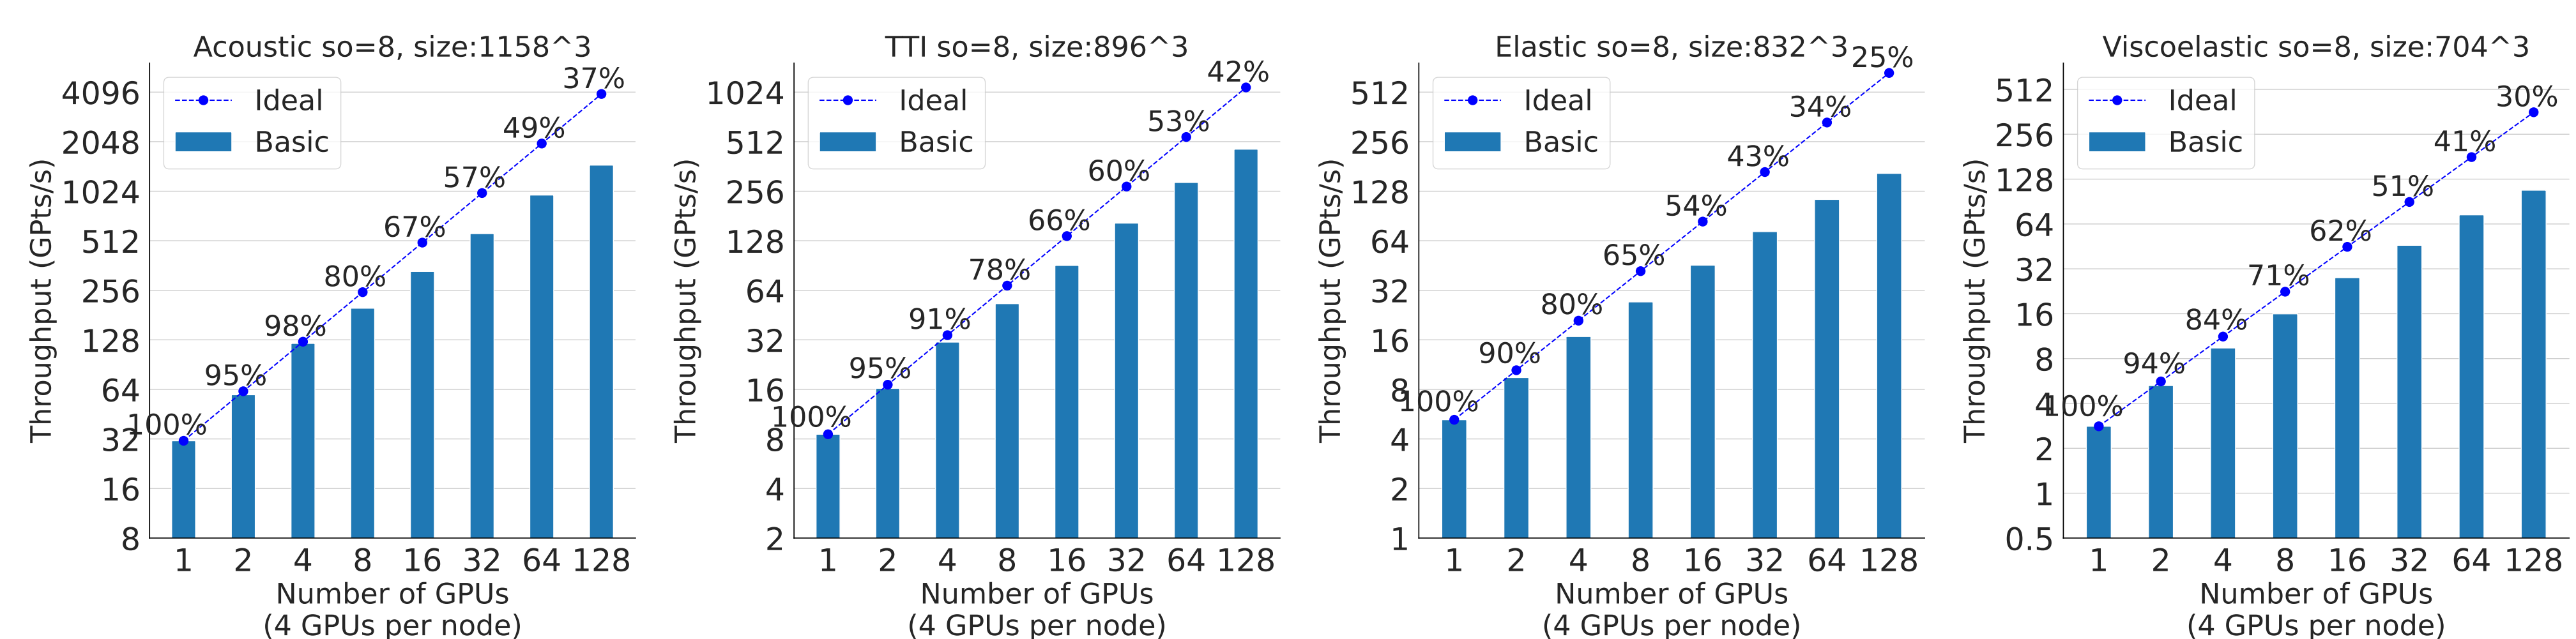 Acoustic so=8, size:1158^3
Throughput (GPts/s)
4096
2048
1024
512
256
128
64
32
16
8
Ideal
Basic
100%
95%
98%
80%
67%
57%
49%
37%
1 2 4 8 16 32 64 128
Number of GPUs
(4 GPUs per node)
TTI so=8, size:896^3
Throughput (GPts/s)
1024
512
256
128
64
32
16
8
4
2
Ideal
Basic
100%
95%
91%
78%
66%
60%
53%
42%
1 2 4 8 16 32 64 128
Number of GPUs
(4 GPUs per node)
Elastic so=8, size:832^3
Throughput (GPts/s)
512
256
128
64
32
16
8
4
2
1
Ideal
Basic
100%
90%
80%
65%
54%
43%
34%
25%
1 2 4 8 16 32 64 128
Number of GPUs
(4 GPUs per node)
Viscoelastic so=8, size:704^3
Throughput (GPts/s)
512
256
128
64
32
16
8
4
2
1
0.5
Ideal
Basic
100%
94%
84%
71%
62%
51%
41%
30%
1 2 4 8 16 32 64 128
Number of GPUs
(4 GPUs per node)